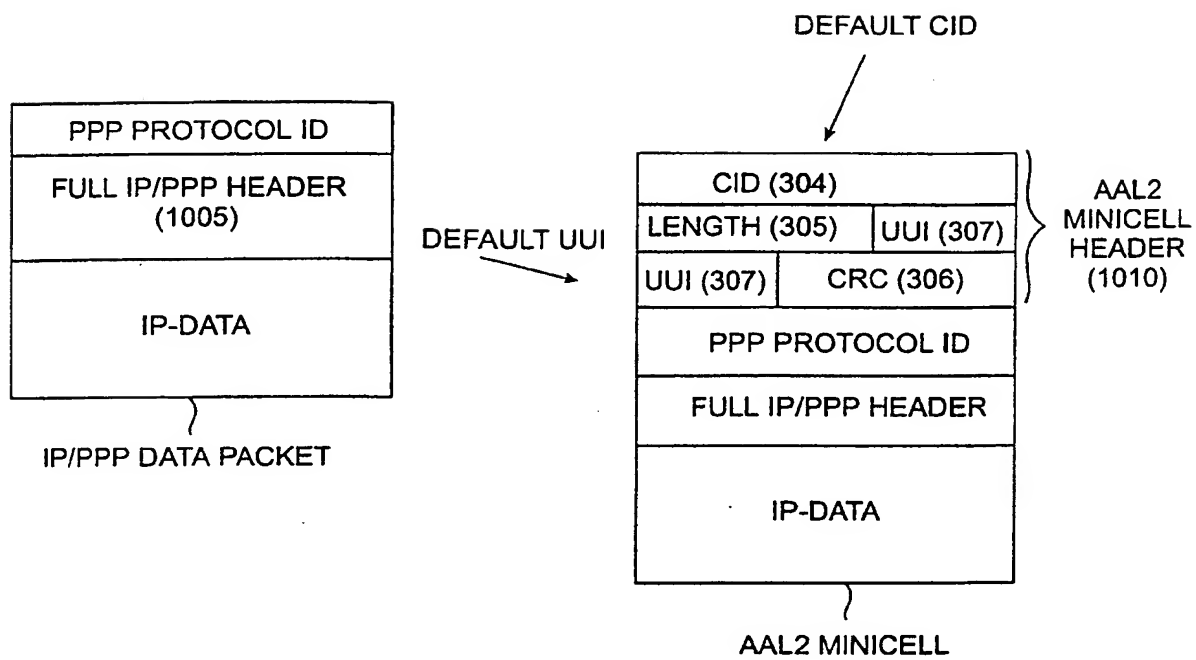 DEFAULT CID
PPP PROTOCOL ID
FULL IP/PPP HEADER
(1005)
IP-DATA
IP/PPP DATA PACKET
DEFAULT UUI
CID (304)
LENGTH (305)
UUI (307)
UUI (307)
CRC (306)
PPP PROTOCOL ID
FULL IP/PPP HEADER
IP-DATA
AAL2 MINICELL
AAL2
MINICELL
HEADER
(1010)